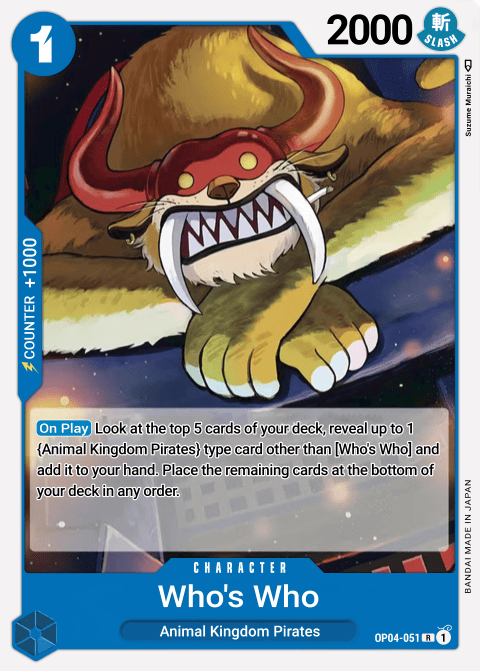 1
2000
斬
SLASH
Suzume Muraichi
COUNTER +1000
On Play Look at the top 5 cards of your deck, reveal up to 1
{Animal Kingdom Pirates} type card other than [Who's Who] and
add it to your hand. Place the remaining cards at the bottom of
your deck in any order.
BANDAI MADE IN JAPAN
CHARACTER
Who's Who
Animal Kingdom Pirates
OP04-051 R 1